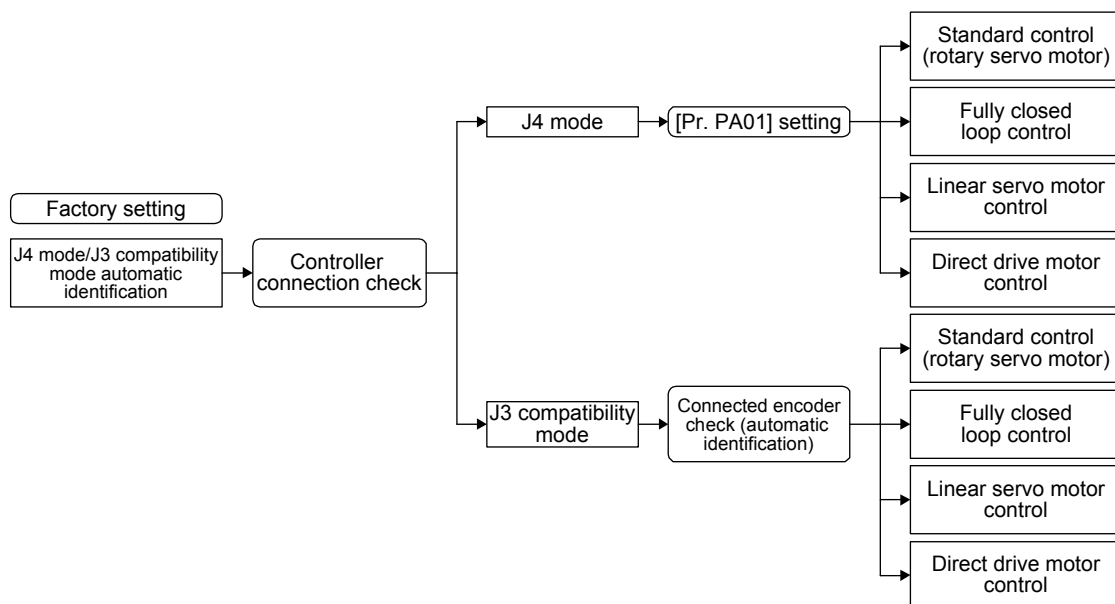 Factory setting
J4 mode/J3 compatibility
mode automatic
identification
Controller
connection check
J4 mode
[Pr. PA01] setting
Standard control
(rotary servo motor)
Fully closed
loop control
Linear servo motor
control
Direct drive motor
control
J3 compatibility
mode
Connected encoder
check (automatic
identification)
Standard control
(rotary servo motor)
Fully closed
loop control
Linear servo motor
control
Direct drive motor
control